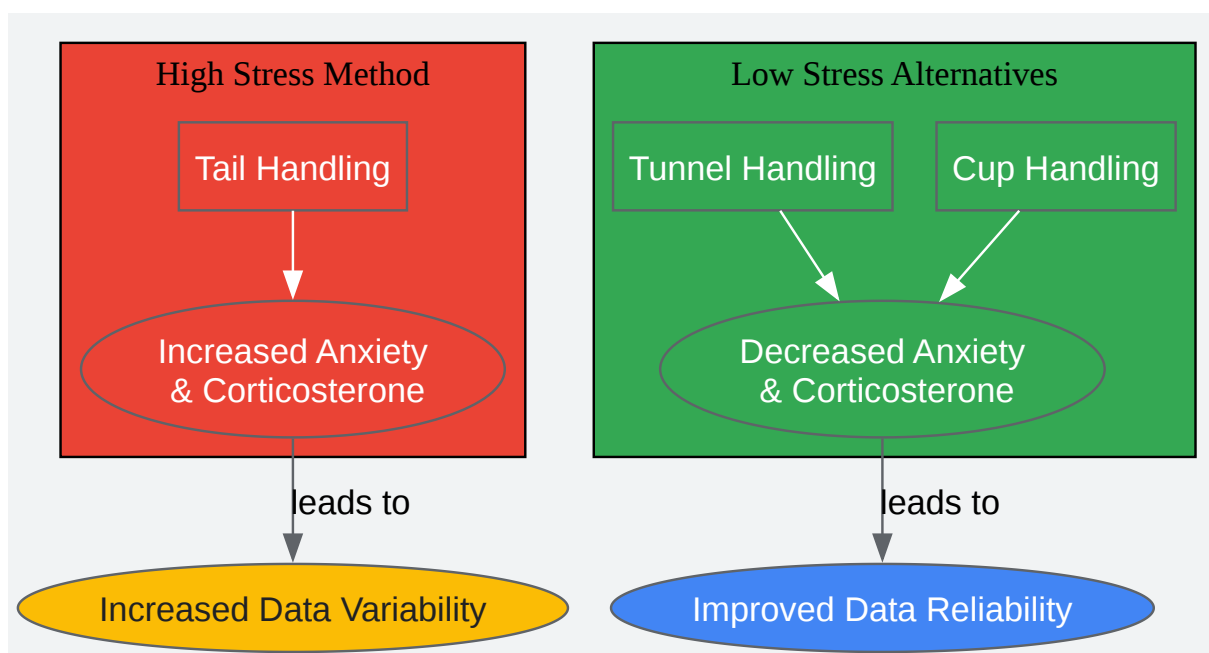 High Stress Method
Tail Handling
Increased Anxiety
& Corticosterone
leads to
Increased Data Variability
Low Stress Alternatives
Tunnel Handling
Cup Handling
Decreased Anxiety
& Corticosterone
leads to
Improved Data Reliability